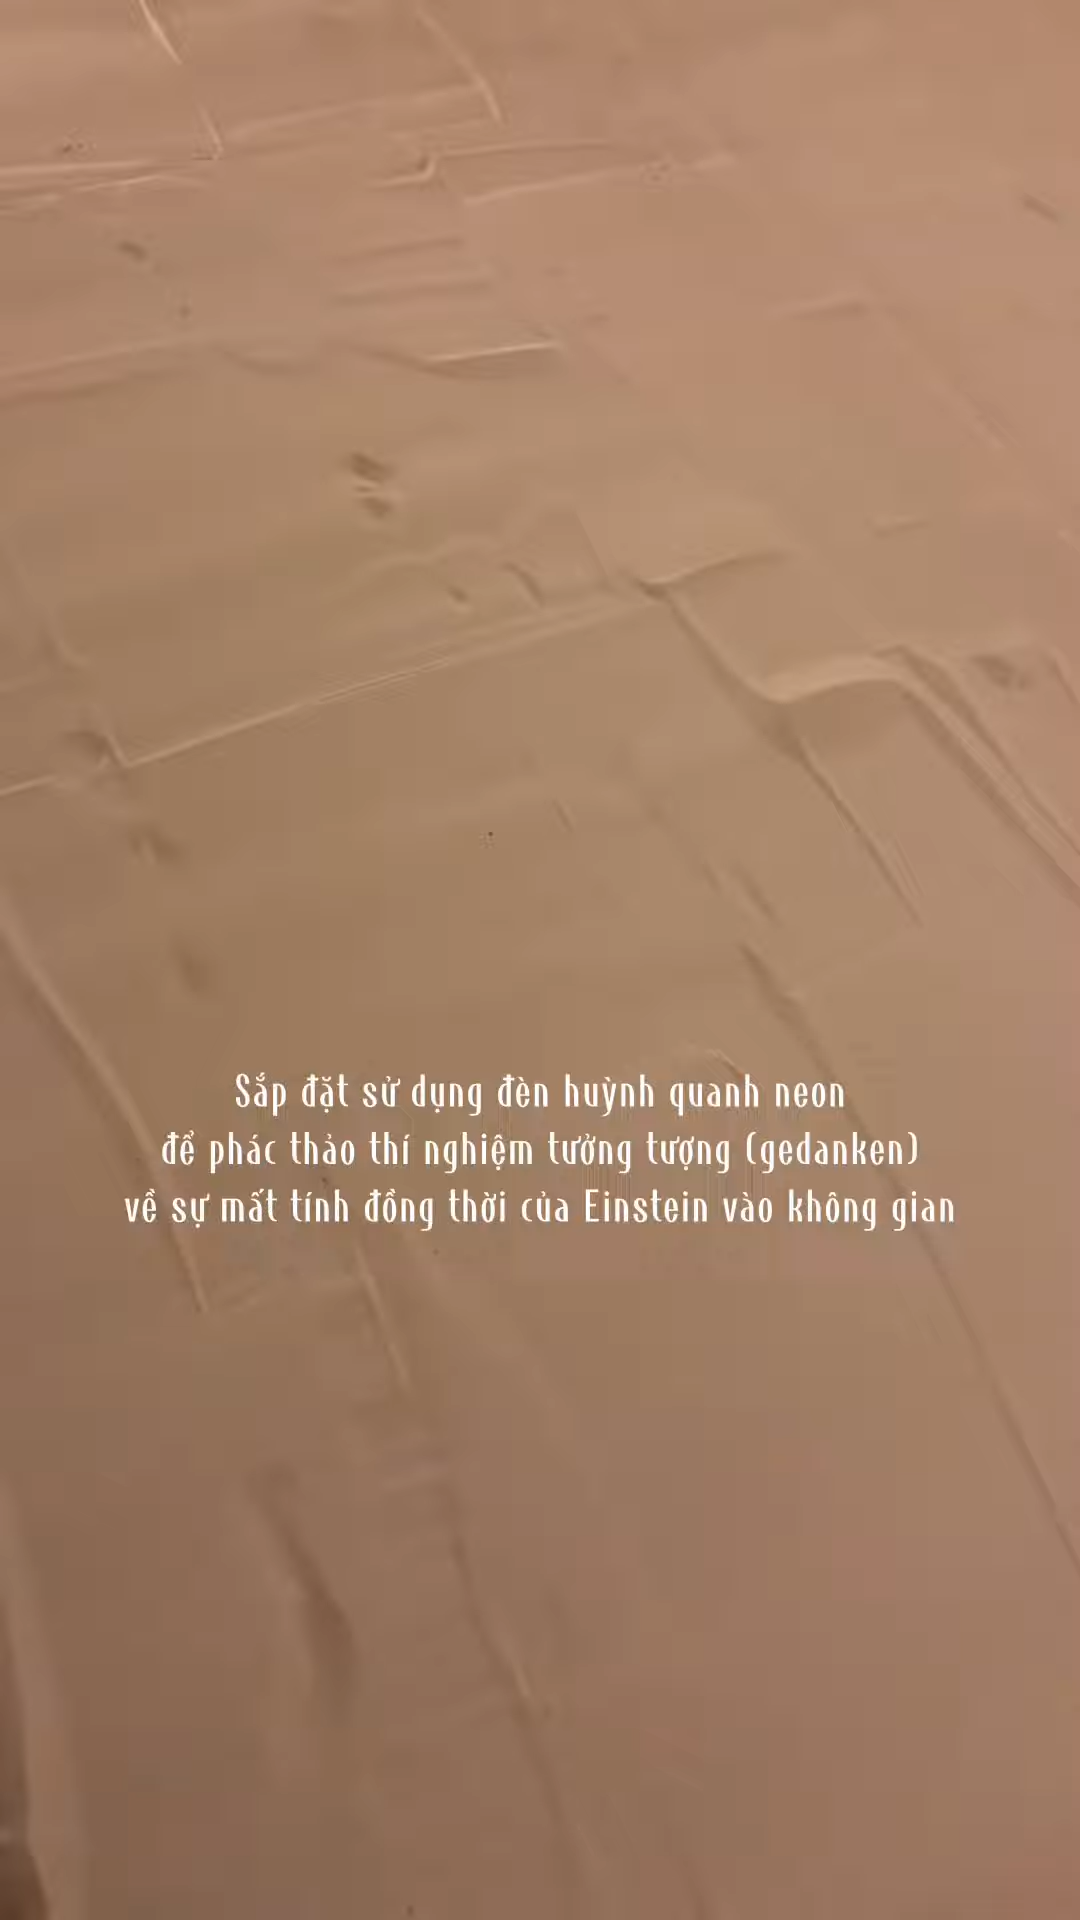 Sắp đặt sử dụng đèn huỳnh quanh neon
để phác thảo thí nghiệm tưởng tượng (gedanken)
về sự mất tính đồng thời của Einstein vào không gian